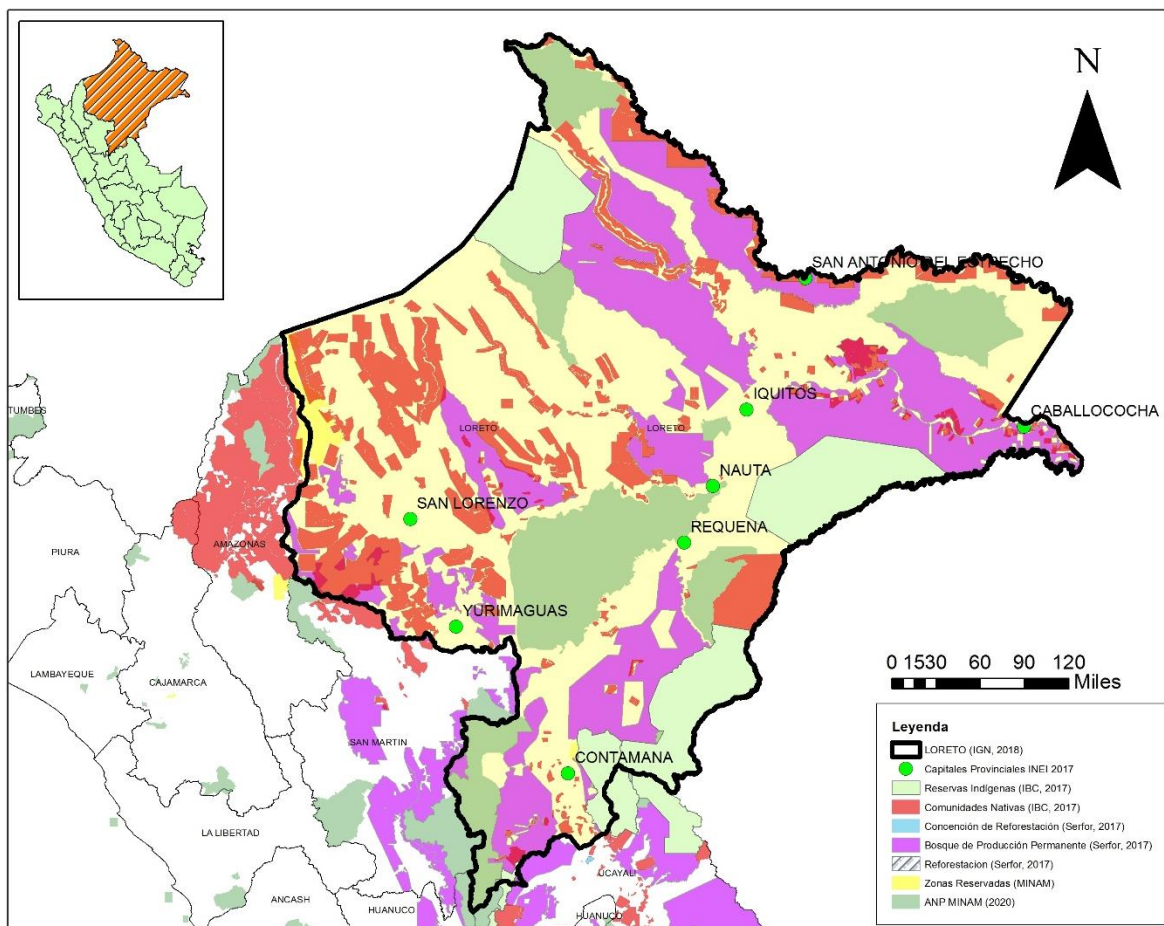 N
SAN ANTONIO DEL ESTRECHO
IQUITOS
CABALLOCOCHA
TUMBES
LORETO
LORETO
NAUTA
SAN LORENZO
REQUENA
AMAZONAS
PIURA
YURIMAGUAS
LAMBAYEQUE
CAJAMARCA
0 1530 60 90 120
Miles
SAN MARTIN
CONTAMANA
LA LIBERTAD
UCAYALI
ANCASH
HUANUCO
HUANUCO
Leyenda
LORETO (IGN, 2018)
Capitales Provinciales INEI 2017
Reservas Indígenas (IBC, 2017)
Comunidades Nativas (IBC, 2017)
Concención de Reforestación (Serfor, 2017)
Bosque de Producción Permanente (Serfor, 2017)
Reforestacion (Serfor, 2017)
Zonas Reservadas (MINAM)
ANP MINAM (2020)